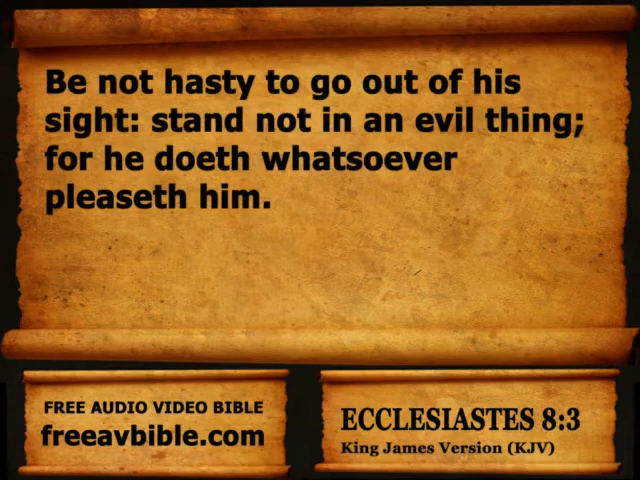 Be not hasty to go out of his
sight: stand not in an evil thing;
for he doeth whatsoever
pleaseth him.
FREE AUDIO VIDEO BIBLE
freeavbible.com
ECCLESIASTES 8:3
King James Version (KJV)